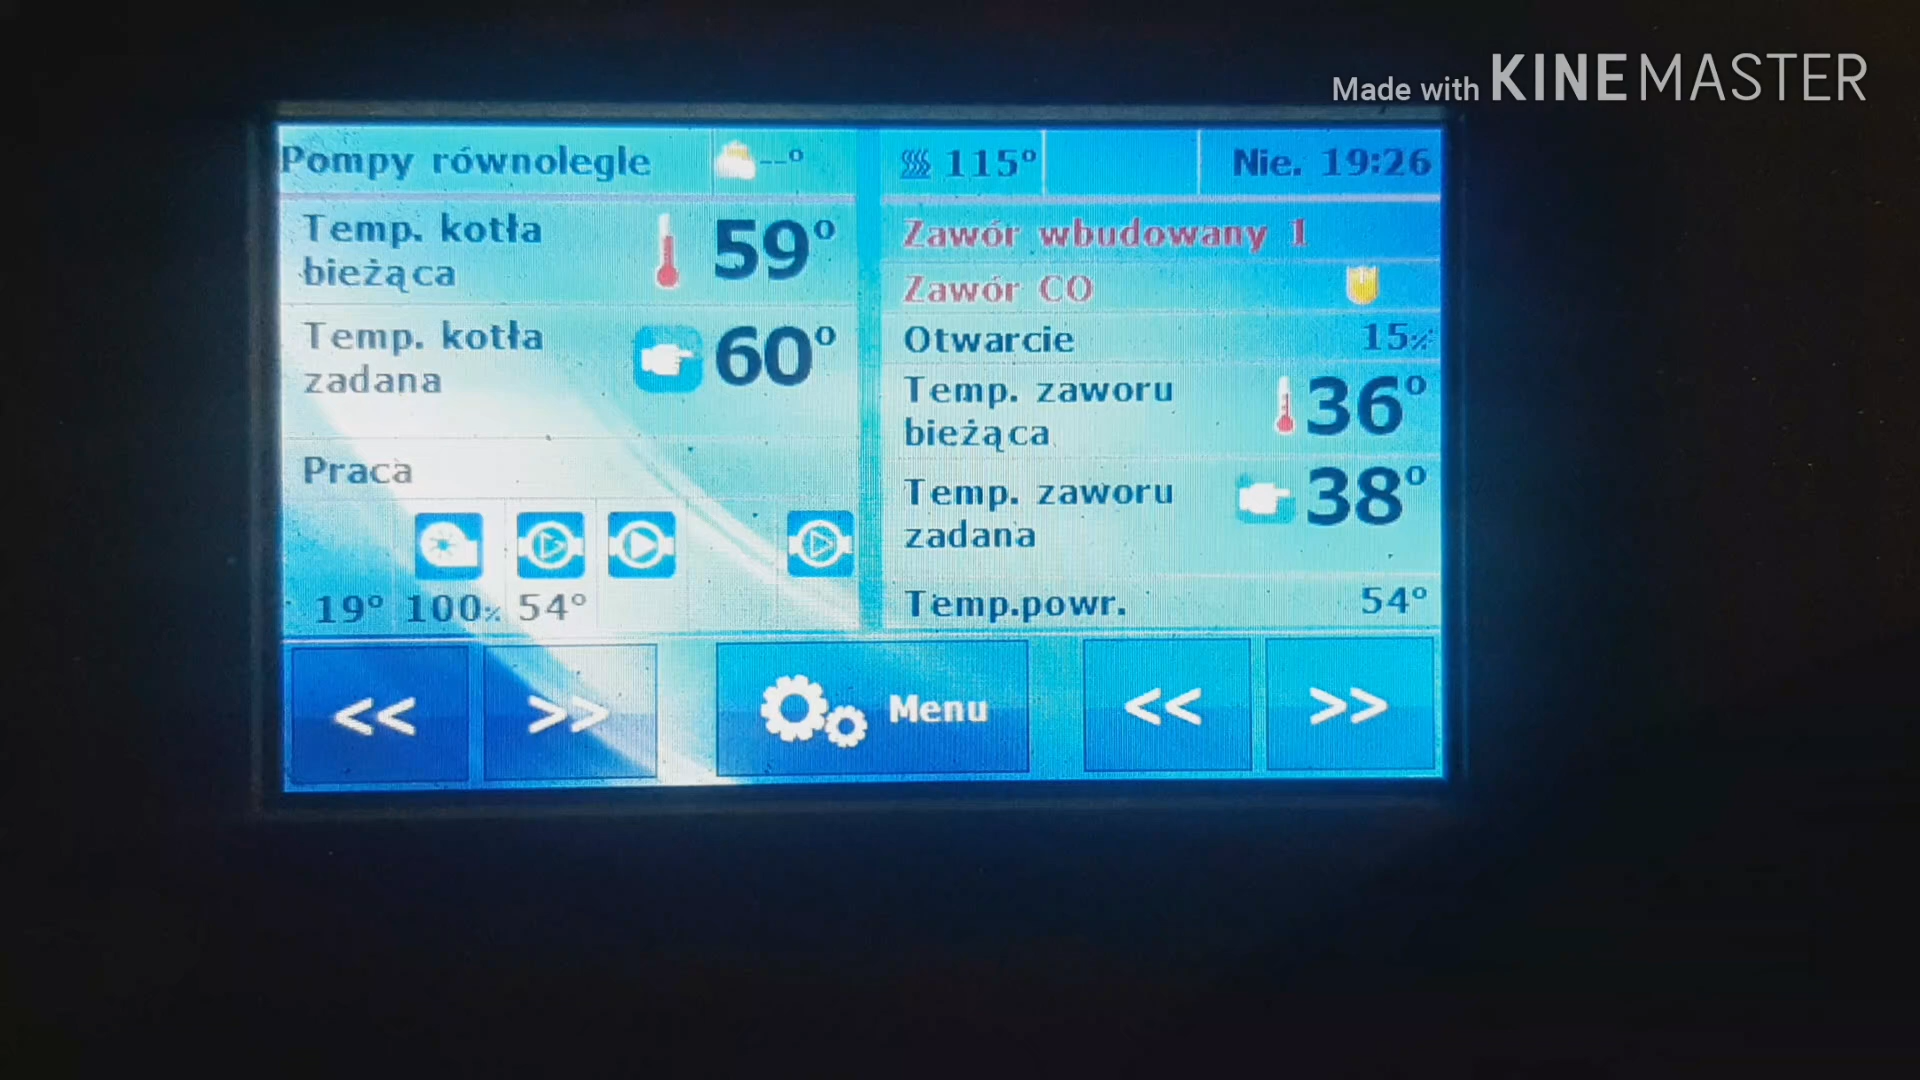 Made with KINEMASTER
Pompy równolegle --° 115° Nie. 19:26
Temp. kotła
bieżąca 59°
Temp. kotła
zadana 60°
Praca
19° 100% 54°
Zawór wbudowany 1
Zawór CO
Otwarcie 15%
Temp. zaworu
bieżąca 36°
Temp. zaworu
zadana 38°
Temp.powr. 54°
<< >> Menu << >>